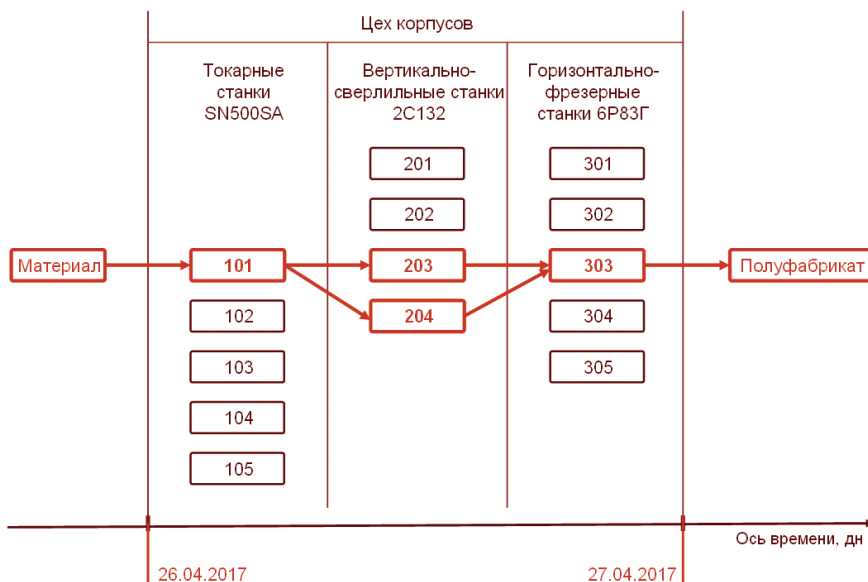 Цех корпусов
Токарные
станки
SN500SA
Вертикально-
сверлильные станки
2С132
Горизонтально-
фрезерные
станки 6Р83Г
201
301
202
302
Материал
101
203
303
Полуфабрикат
102
204
304
103
305
104
105
Ось времени, дн
26.04.2017
27.04.2017